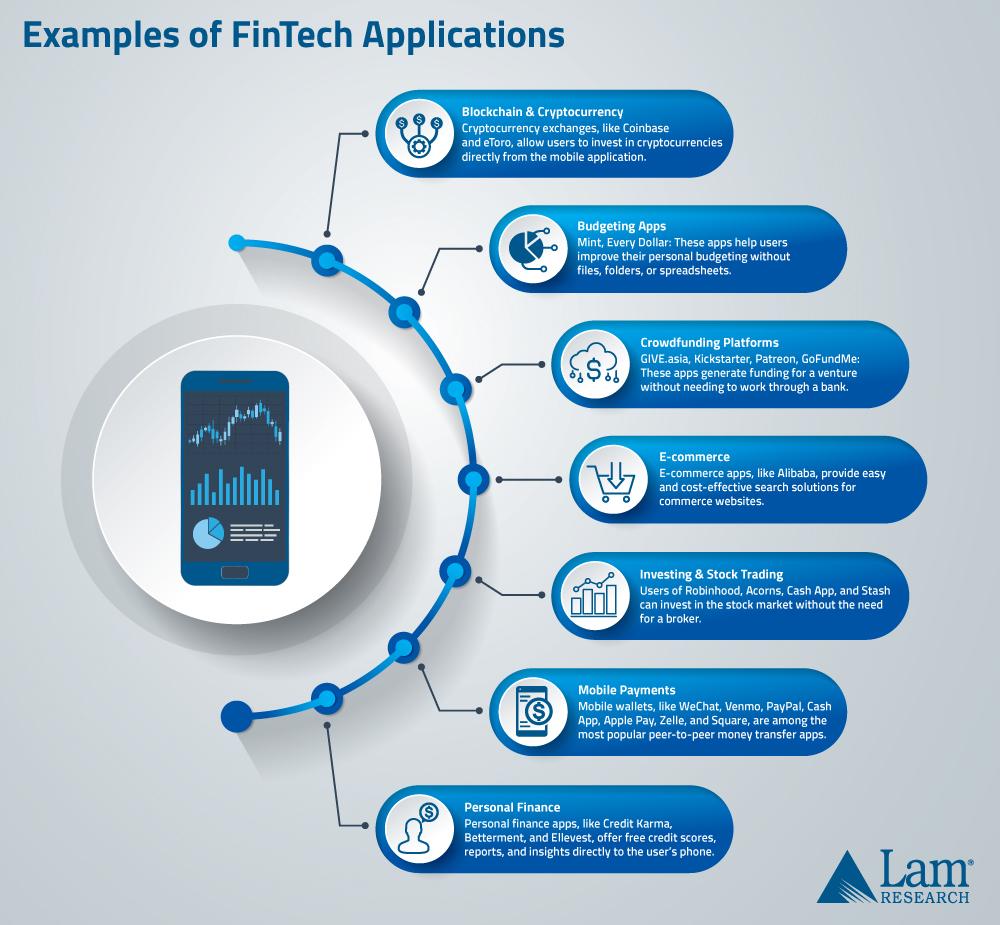 Examples of FinTech Applications
Blockchain & Cryptocurrency
Cryptocurrency exchanges, like Coinbase
and eToro, allow users to invest in cryptocurrencies
directly from the mobile application.
Budgeting Apps
Mint, Every Dollar: These apps help users
improve their personal budgeting without
files, folders, or spreadsheets.
Crowdfunding Platforms
GIVE.asia, Kickstarter, Patreon, GoFundMe:
These apps generate funding for a venture
without needing to work through a bank.
E-commerce
E-commerce apps, like Alibaba, provide easy
and cost-effective search solutions for
commerce websites.
Investing & Stock Trading
Users of Robinhood, Acorns, Cash App, and Stash
can invest in the stock market without the need
for a broker.
Mobile Payments
Mobile wallets, like WeChat, Venmo, PayPal, Cash
App, Apple Pay, Zelle, and Square, are among the
most popular peer-to-peer money transfer apps.
Personal Finance
Personal finance apps, like Credit Karma,
Betterment, and Ellevest, offer free credit scores,
reports, and insights directly to the user's phone.
Lam®
RESEARCH